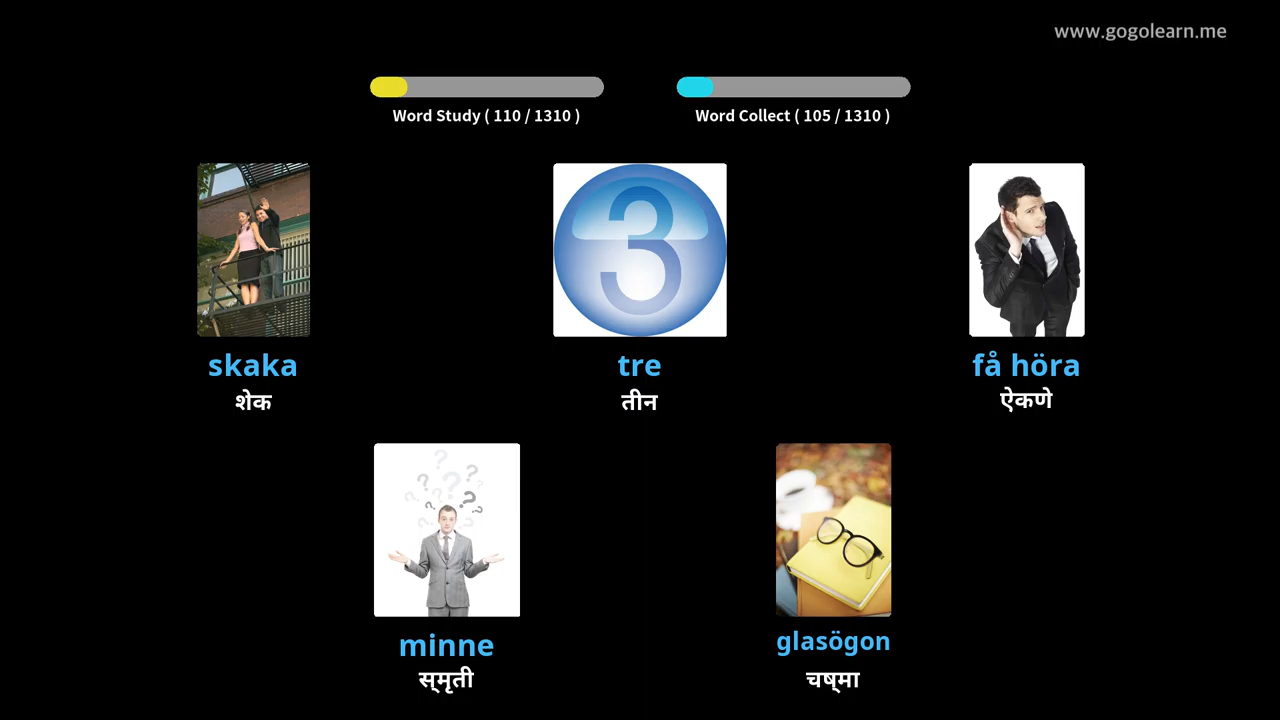 www.gogolearn.me
Word Study ( 110 / 1310 )
Word Collect ( 105 / 1310 )
3
skaka
शेक
tre
तीन
få höra
ऐकणे
minne
स्मृती
glasögon
चष्मा